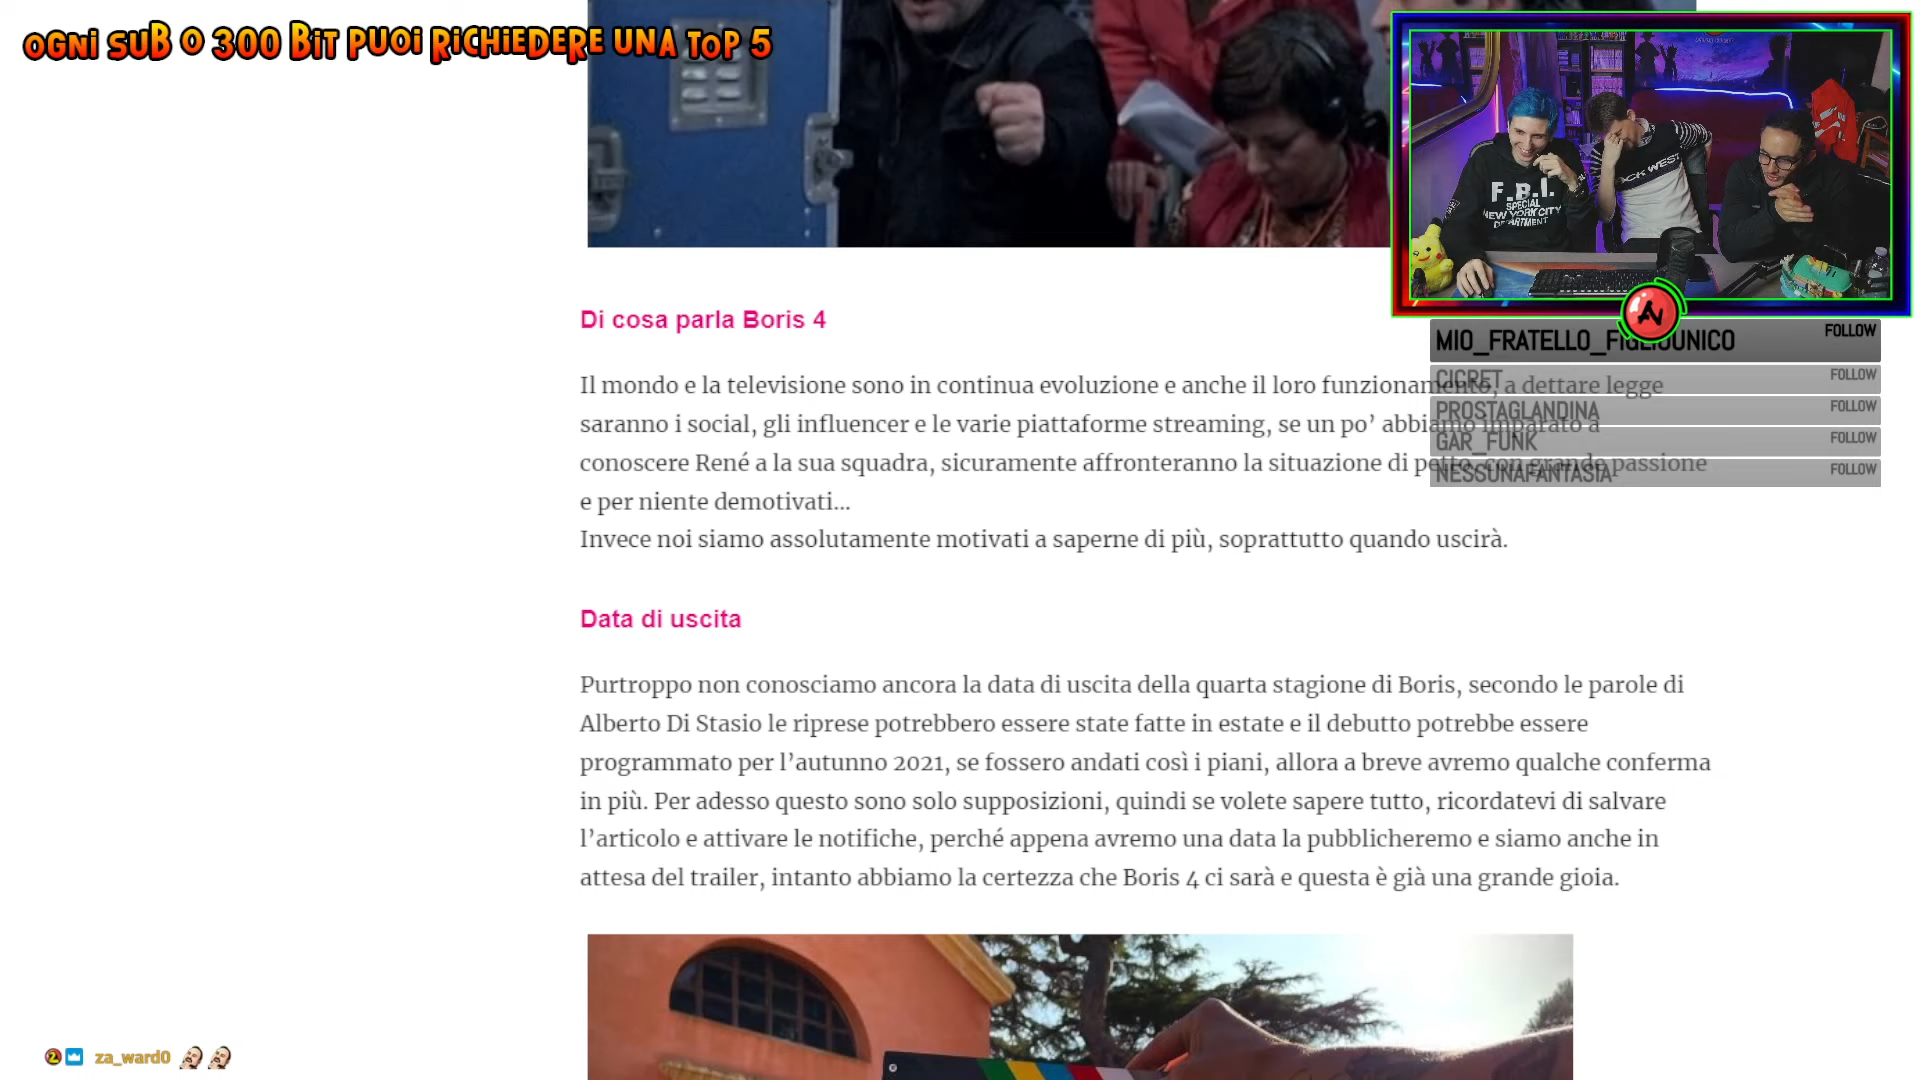 OGNI SUB O 300 BIT PUOI RICHIEDERE UNA TOP 5
F.B.I.
SPECIAL
NEW YORK CITY
DEPARTMENT
ROCK WEST
Di cosa parla Boris 4
MIO_FRATELLO_FIGLIOUNICO FOLLOW
CICRET FOLLOW
PROSTAGLANDINA FOLLOW
GAR_FUNK FOLLOW
NESSUNAFANTASIA FOLLOW
Il mondo e la televisione sono in continua evoluzione e anche il loro funzionamento, a dettare legge
saranno i social, gli influencer e le varie piattaforme streaming, se un po’ abbiamo imparato a
conoscere René a la sua squadra, sicuramente affronteranno la situazione di petto, con grande passione
e per niente demotivati...
Invece noi siamo assolutamente motivati a saperne di più, soprattutto quando uscirà.
Data di uscita
Purtroppo non conosciamo ancora la data di uscita della quarta stagione di Boris, secondo le parole di
Alberto Di Stasio le riprese potrebbero essere state fatte in estate e il debutto potrebbe essere
programmato per l’autunno 2021, se fossero andati così i piani, allora a breve avremo qualche conferma
in più. Per adesso questo sono solo supposizioni, quindi se volete sapere tutto, ricordatevi di salvare
l’articolo e attivare le notifiche, perché appena avremo una data la pubblicheremo e siamo anche in
attesa del trailer, intanto abbiamo la certezza che Boris 4 ci sarà e questa è già una grande gioia.
2 za_ward0